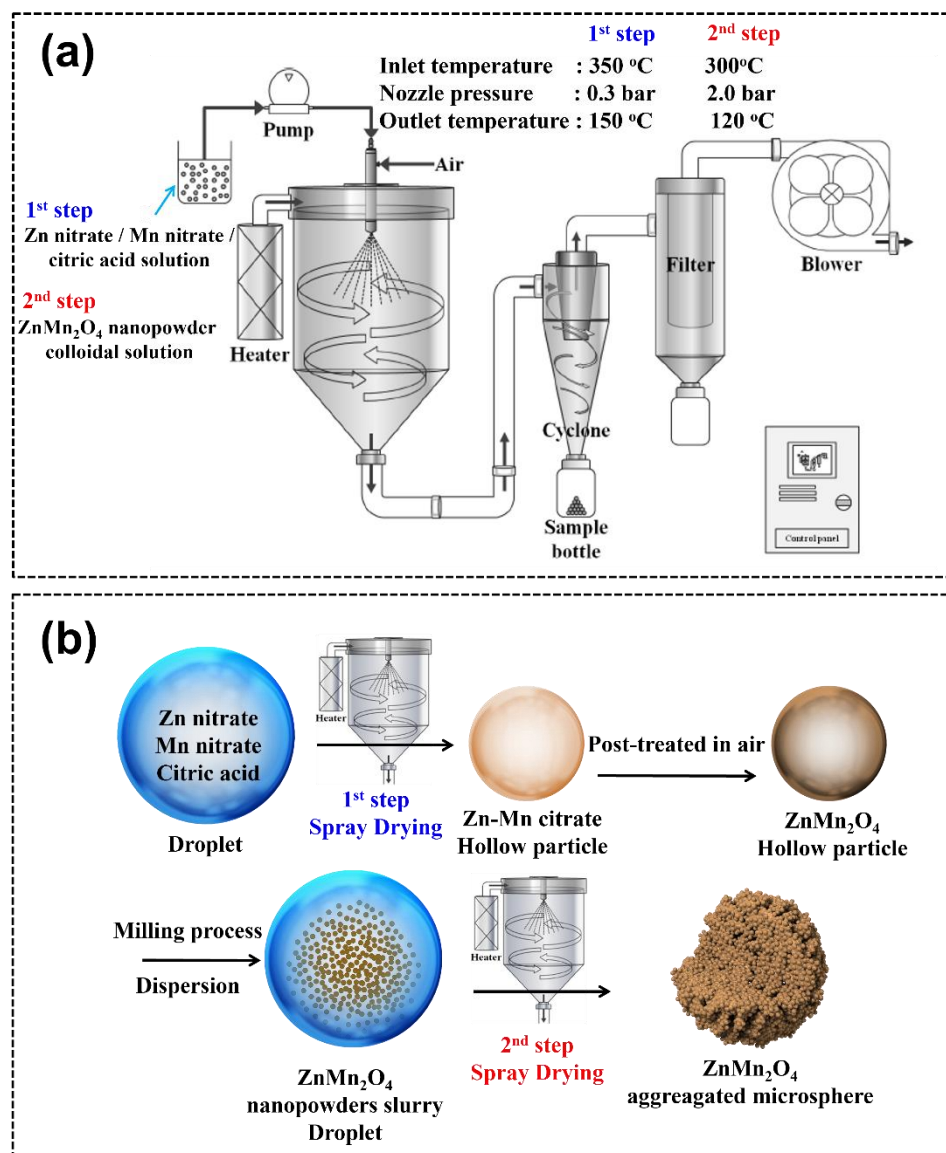 (a)
1st step 2nd step
Inlet temperature : 350 oC 300oC
Nozzle pressure : 0.3 bar 2.0 bar
Outlet temperature : 150 oC 120 oC
Pump
Air
1st step
Zn nitrate / Mn nitrate /
citric acid solution
2nd step
ZnMn2O4 nanopowder
colloidal solution
Heater
Cyclone
Sample
bottle
Filter
Blower
Control panel
(b)
Zn nitrate
Mn nitrate
Citric acid
Droplet
Heater
1st step
Spray Drying
Zn-Mn citrate
Hollow particle
Post-treated in air
ZnMn2O4
Hollow particle
Milling process
Dispersion
ZnMn2O4
nanopowders slurry
Droplet
Heater
2nd step
Spray Drying
ZnMn2O4
aggreagated microsphere